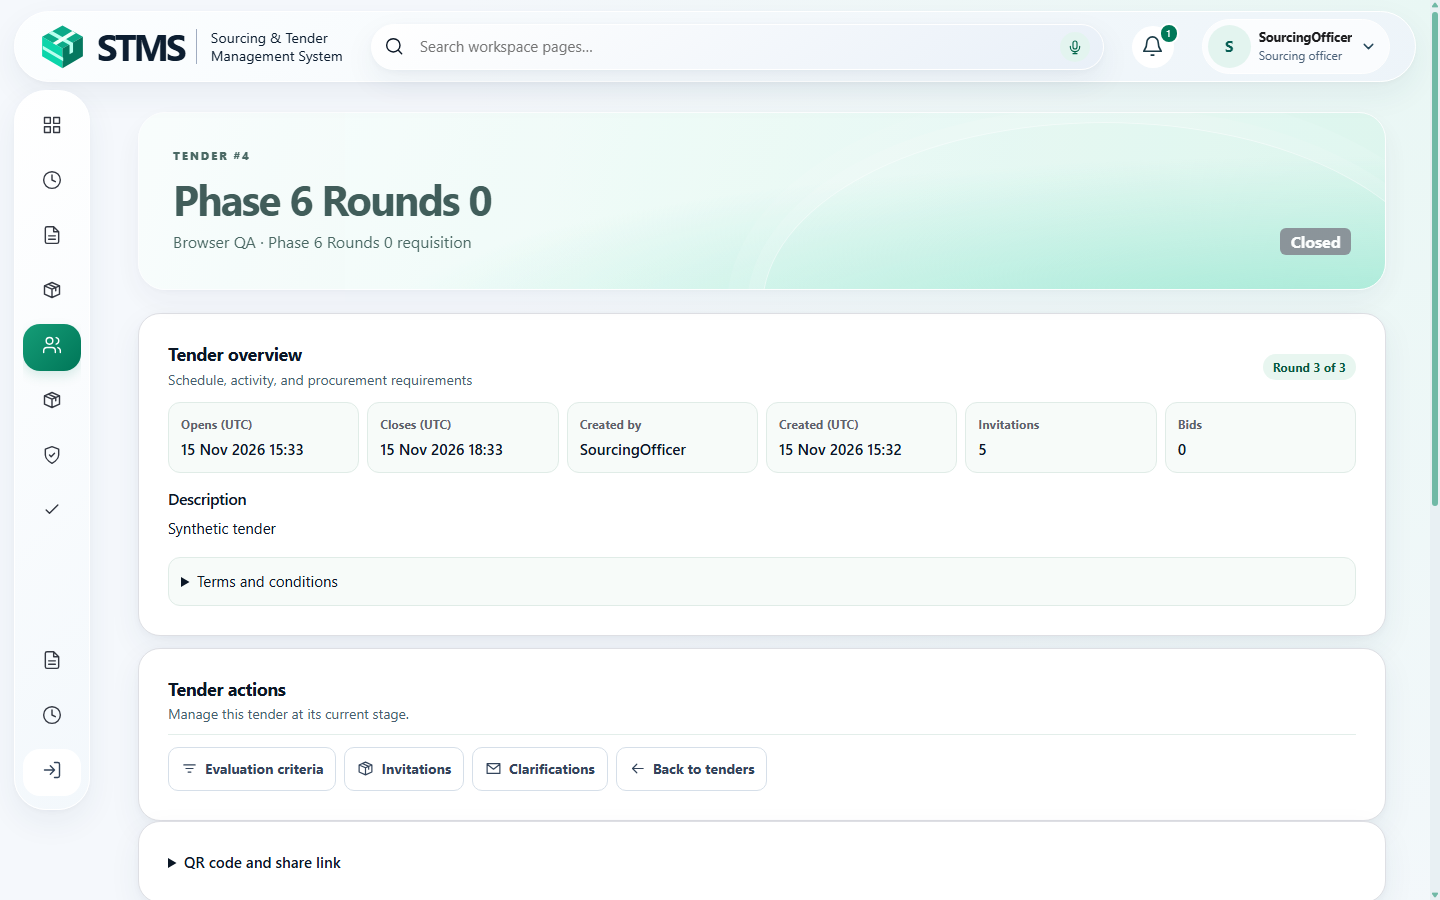 STMS
Sourcing & Tender
Management System
Search workspace pages...
1
S
SourcingOfficer
Sourcing officer
TENDER #4
Phase 6 Rounds 0
Browser QA · Phase 6 Rounds 0 requisition
Closed
Tender overview
Schedule, activity, and procurement requirements
Round 3 of 3
Opens (UTC)
15 Nov 2026 15:33
Closes (UTC)
15 Nov 2026 18:33
Created by
SourcingOfficer
Created (UTC)
15 Nov 2026 15:32
Invitations
5
Bids
0
Description
Synthetic tender
Terms and conditions
Tender actions
Manage this tender at its current stage.
Evaluation criteria
Invitations
Clarifications
Back to tenders
QR code and share link